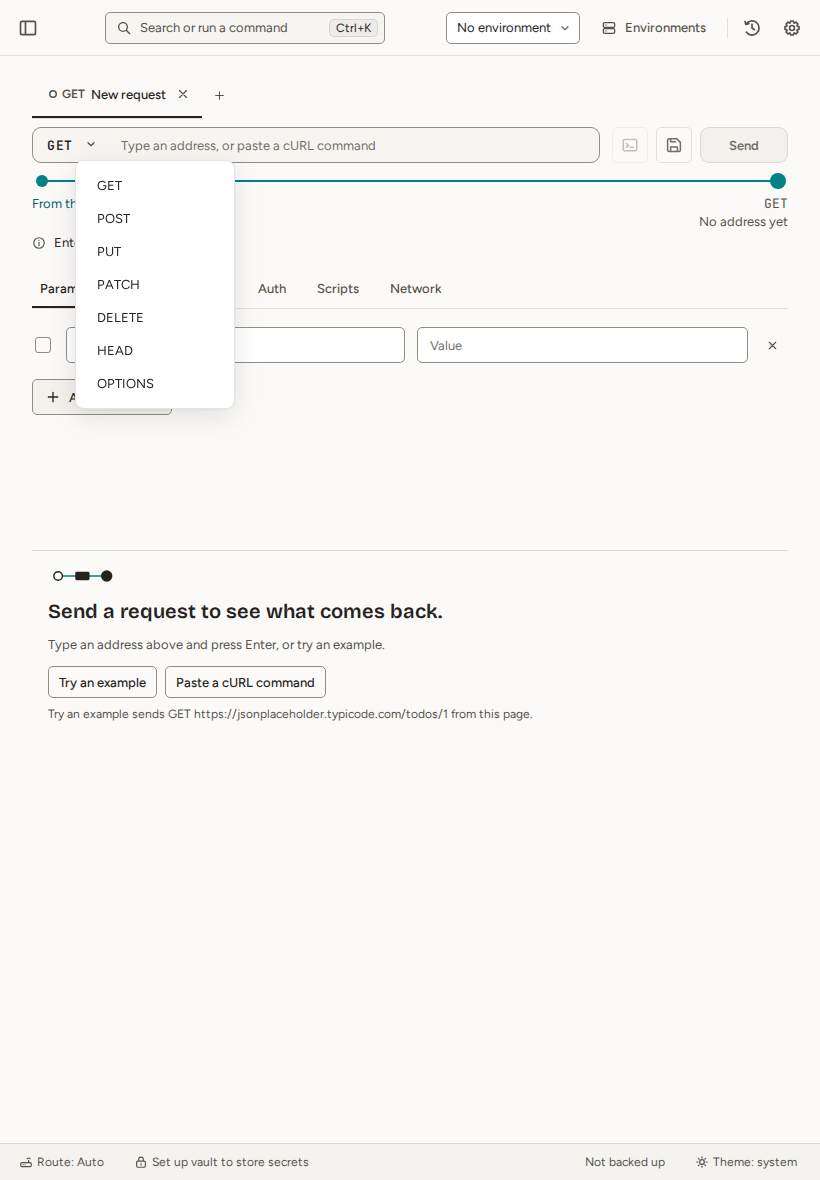 Search or run a command Ctrl+K No environment Environments
GET New request
GET Type an address, or paste a cURL command Send
GET
POST
PUT
PATCH
DELETE
HEAD
OPTIONS
From
GET
No address yet
Auth Scripts Network
Value
Send a request to see what comes back.
Type an address above and press Enter, or try an example.
Try an example Paste a cURL command
Try an example sends GET https://jsonplaceholder.typicode.com/todos/1 from this page.
Route: Auto Set up vault to store secrets Not backed up Theme: system